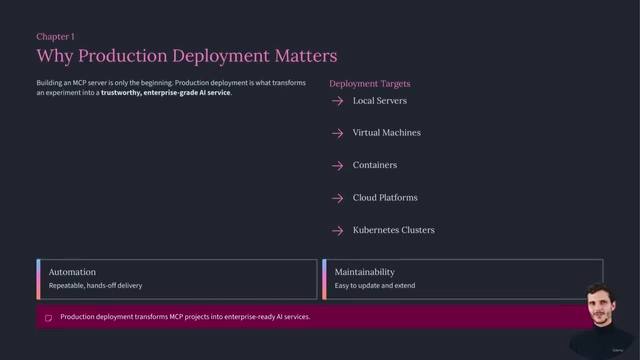 Chapter 1
Why Production Deployment Matters
Building an MCP server is only the beginning. Production deployment is what transforms
an experiment into a trustworthy, enterprise-grade AI service.
Deployment Targets
Local Servers
Virtual Machines
Containers
Cloud Platforms
Kubernetes Clusters
Automation
Repeatable, hands-off delivery
Maintainability
Easy to update and extend
Production deployment transforms MCP projects into enterprise-ready AI services.